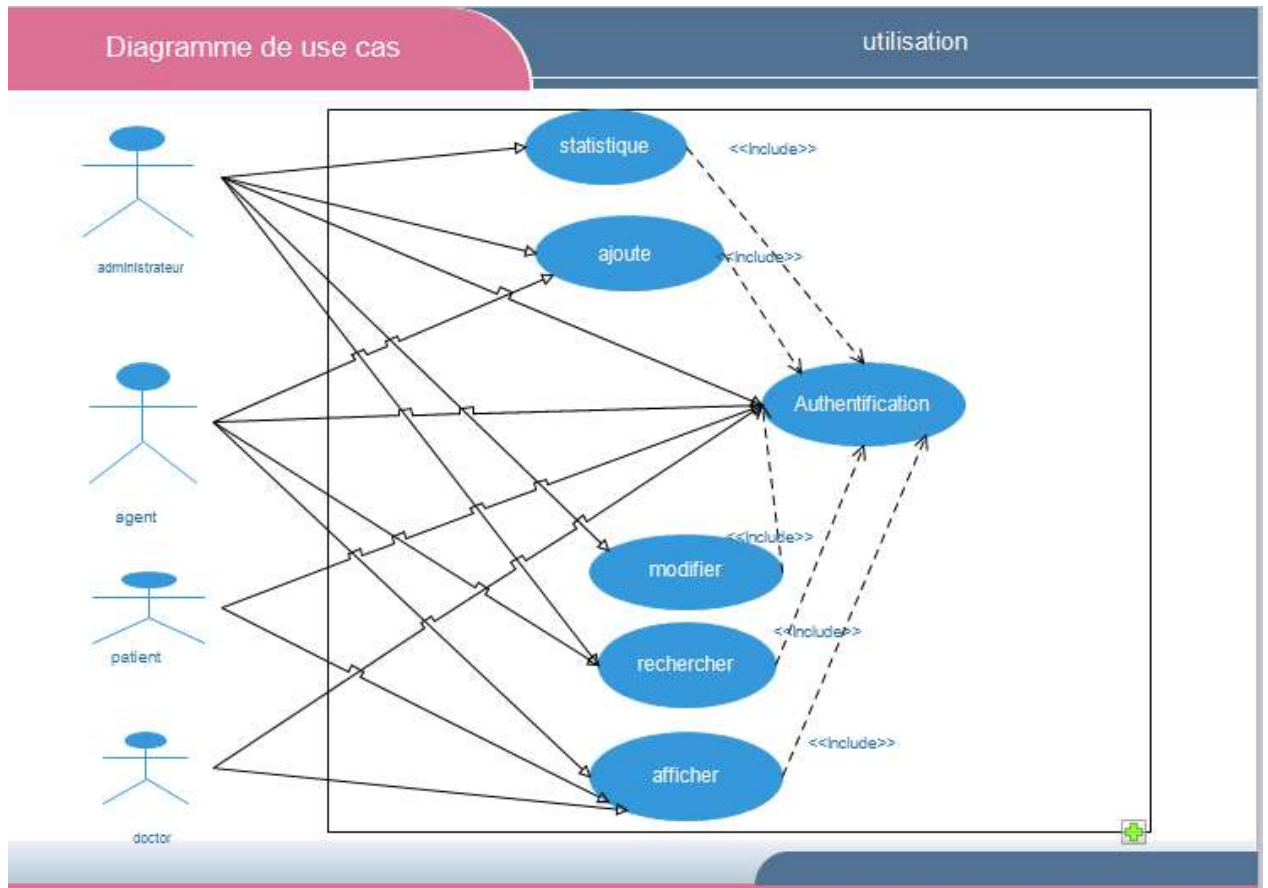 Diagramme de use cas
utilisation
statistique
<<Include>>
ajoute
<<Include>>
administrateur
Authentification
agent
<<Include>>
modifier
<<Include>>
patient
rechercher
<<Include>>
afficher
doctor